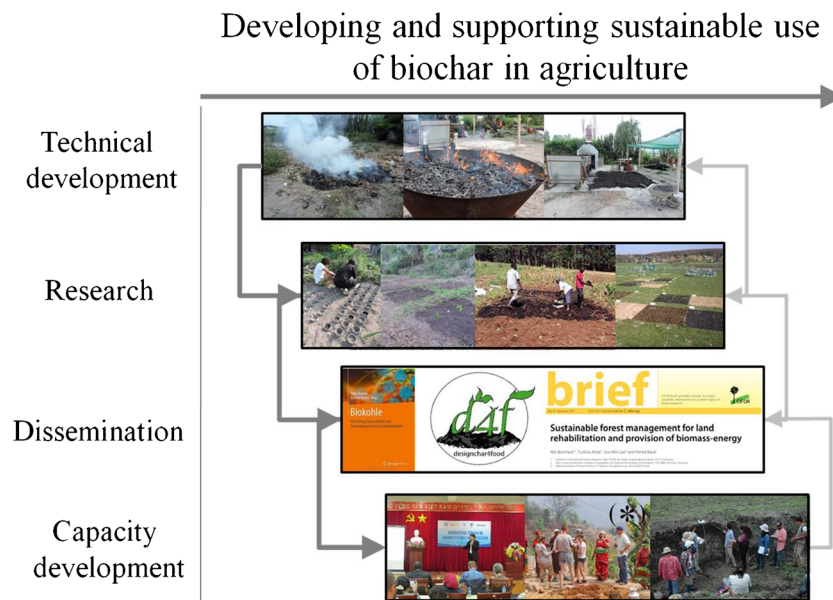 Developing and supporting sustainable use
of biochar in agriculture
Technical
development
Research
Dissemination
Biokohle
d4f
designchar4food
brief
CIFOR
Sustainable forest management for land
rehabilitation and provision of biomass-energy
Capacity
development
(*)